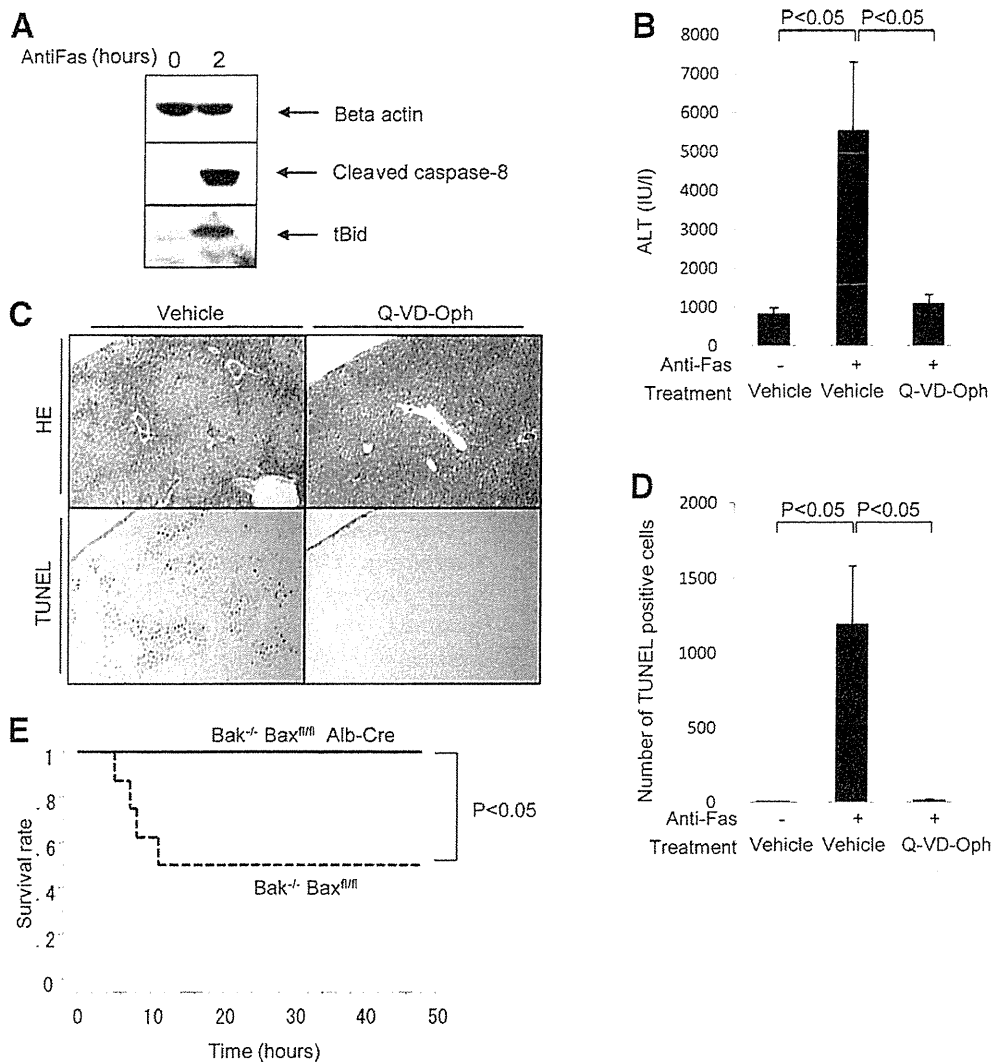 A
AntiFas (hours) 0 2
Beta actin
Cleaved caspase-8
tBid
B
P<0.05 P<0.05
8000
7000
6000
5000
4000
3000
2000
1000
0
ALT (IU/l)
Anti-Fas - + +
Treatment Vehicle Vehicle Q-VD-Oph
C
Vehicle Q-VD-Oph
HE
TUNEL
D
P<0.05 P<0.05
2000
1500
1000
500
0
Number of TUNEL positive cells
Anti-Fas - + +
Treatment Vehicle Vehicle Q-VD-Oph
E
Bak-/- Baxfl/fl Alb-Cre
P<0.05
Bak-/- Baxfl/fl
1
.8
.6
.4
.2
0
Survival rate
0 10 20 30 40 50
Time (hours)